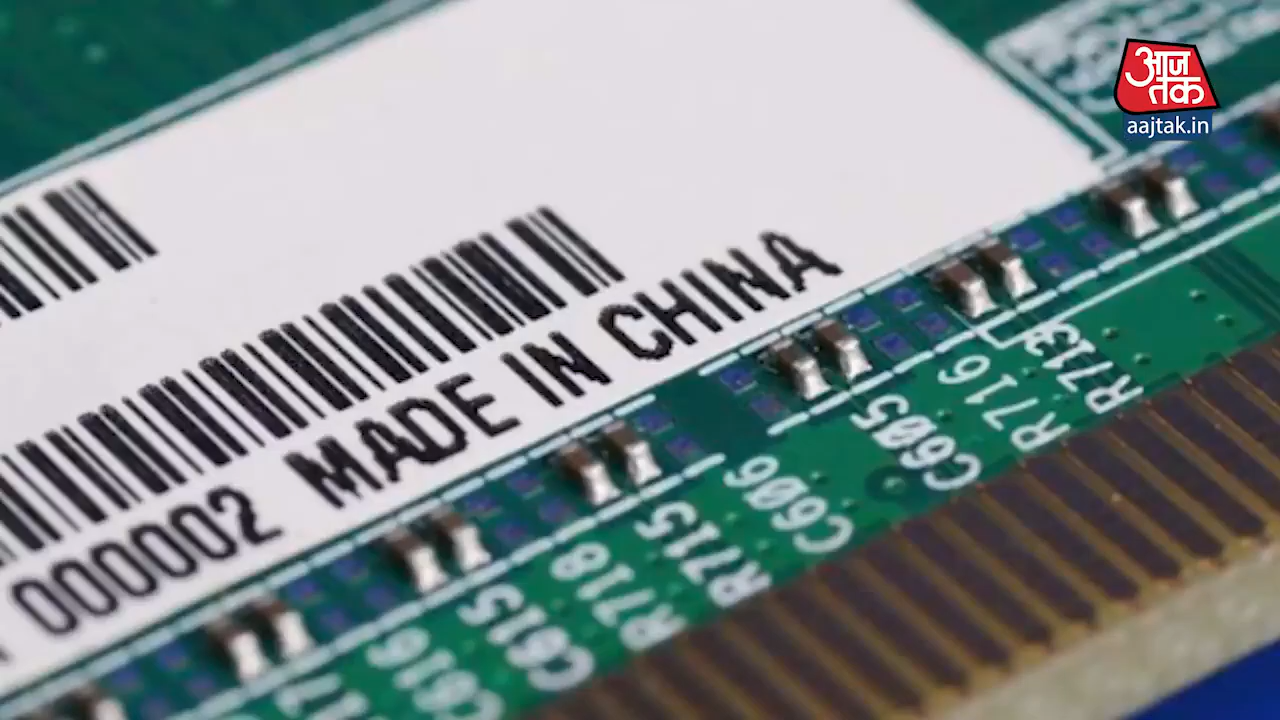 आज
तक
aajtak.in
000002 MADE IN CHINA
R713
R716
C605
C606
R715
R718
C615
C616